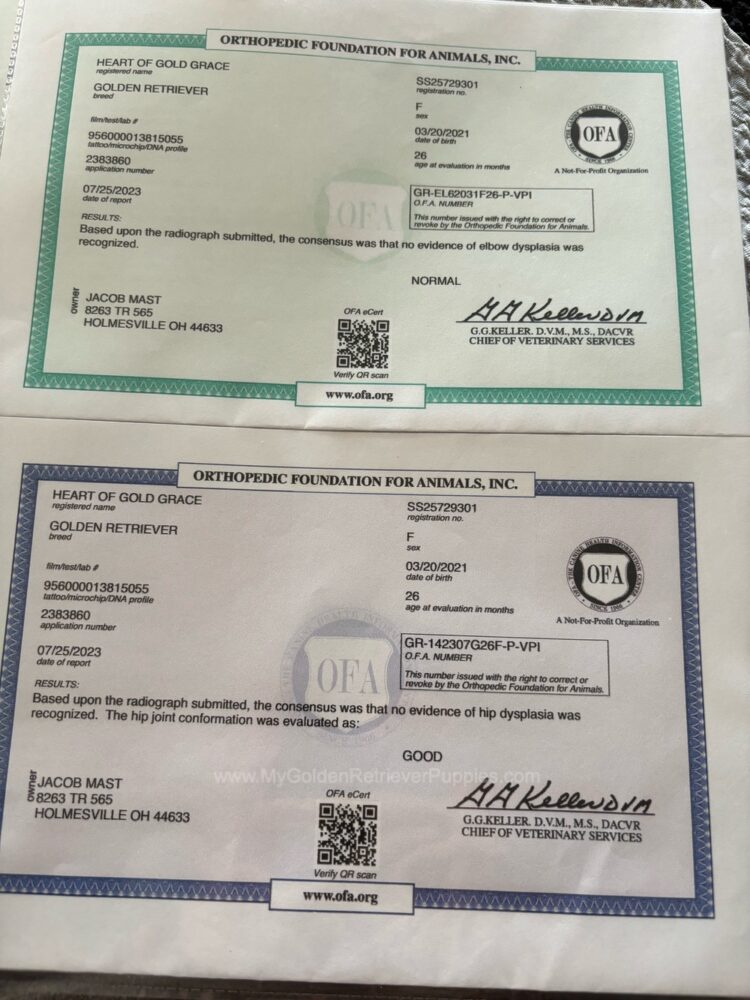 ORTHOPEDIC FOUNDATION FOR ANIMALS, INC.
HEART OF GOLD GRACE
registered name
GOLDEN RETRIEVER
breed
film/test/lab #
956000013815055
tattoo/microchip/DNA profile
2383860
application number
07/25/2023
date of report
SS25729301
registration no.
F
sex
03/20/2021
date of birth
26
age at evaluation in months
OFA
A Not-For-Profit Organization
GR-EL62031F26-P-VPI
O.F.A. NUMBER
This number issued with the right to correct or
revoke by the Orthopedic Foundation for Animals.
OFA
RESULTS:
Based upon the radiograph submitted, the consensus was that no evidence of elbow dysplasia was
recognized.
NORMAL
owner
JACOB MAST
8263 TR 565
HOLMESVILLE OH 44633
OFA eCert
Verify QR scan
GG Keller DVM
G.G.KELLER. D.V.M., M.S., DACVR
CHIEF OF VETERINARY SERVICES
www.ofa.org
ORTHOPEDIC FOUNDATION FOR ANIMALS, INC.
HEART OF GOLD GRACE
registered name
GOLDEN RETRIEVER
breed
film/test/lab #
956000013815055
tattoo/microchip/DNA profile
2383860
application number
07/25/2023
date of report
SS25729301
registration no.
F
sex
03/20/2021
date of birth
26
age at evaluation in months
OFA
A Not-For-Profit Organization
GR-142307G26F-P-VPI
O.F.A. NUMBER
This number issued with the right to correct or
revoke by the Orthopedic Foundation for Animals.
OFA
RESULTS:
Based upon the radiograph submitted, the consensus was that no evidence of hip dysplasia was
recognized. The hip joint conformation was evaluated as:
GOOD
www.MyGoldenRetrieverPuppies.com
owner
JACOB MAST
8263 TR 565
HOLMESVILLE OH 44633
OFA eCert
Verify QR scan
GG Keller DVM
G.G.KELLER. D.V.M., M.S., DACVR
CHIEF OF VETERINARY SERVICES
www.ofa.org